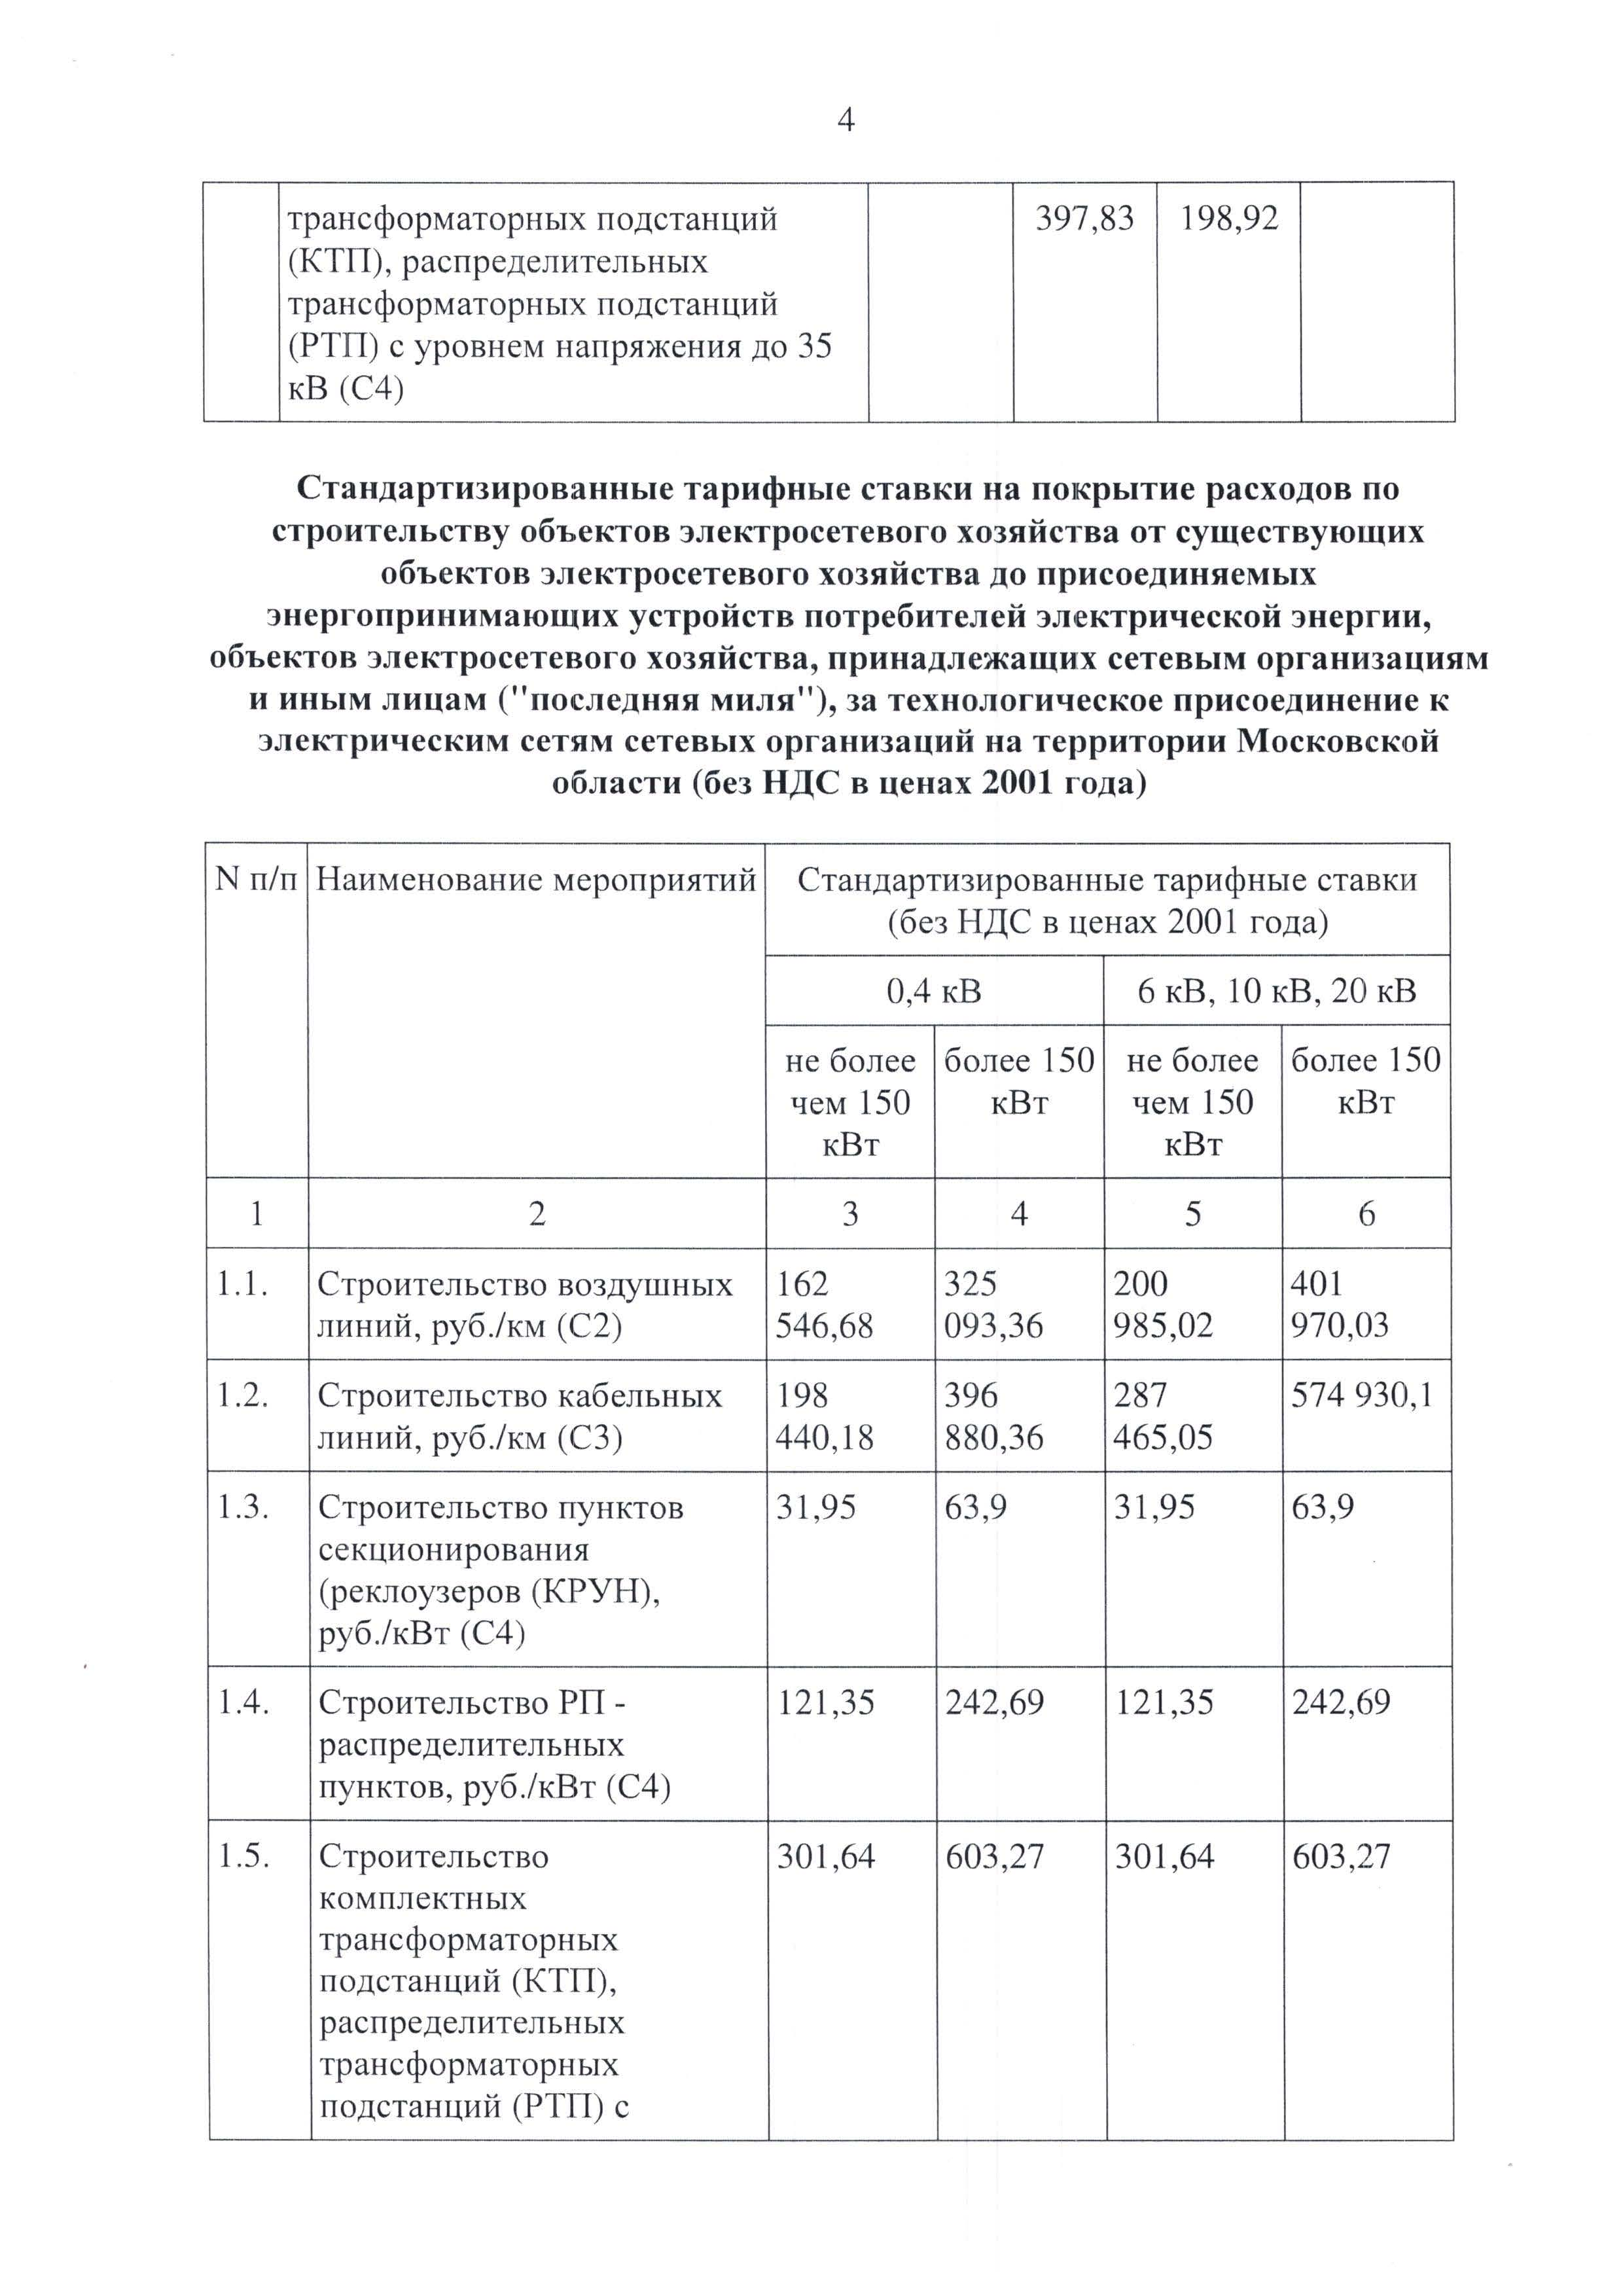 4
трансформаторных подстанций 397,83 198,92
(КТП), распределительных
трансформаторных подстанций
(РТП) с уровнем напряжения до 35
кВ (С4)
Стандартизированные тарифные ставки на покрытие расходов по
строительству объектов электросетевого хозяйства от существующих
объектов электросетевого хозяйства до присоединяемых
энергопринимающих устройств потребителей электрической энергии,
объектов электросетевого хозяйства, принадлежащих сетевым организациям
и иным лицам ("последняя миля"), за технологическое присоединение к
электрическим сетям сетевых организаций на территории Московской
области (без НДС в ценах 2001 года)
N п/п Наименование мероприятий Стандартизированные тарифные ставки
(без НДС в ценах 2001 года)
0,4 кВ 6 кВ, 10 кВ, 20 кВ
не более более 150 не более более 150
чем 150 кВт чем 150 кВт
кВт кВт
1 2 3 4 5 6
1.1. Строительство воздушных 162 325 200 401
линий, руб./км (С2) 546,68 093,36 985,02 970,03
1.2. Строительство кабельных 198 396 287 574 930,1
линий, руб./км (С3) 440,18 880,36 465,05
1.3. Строительство пунктов 31,95 63,9 31,95 63,9
секционирования
(реклоузеров (КРУН),
руб./кВт (С4)
1.4. Строительство РП - 121,35 242,69 121,35 242,69
распределительных
пунктов, руб./кВт (С4)
1.5. Строительство 301,64 603,27 301,64 603,27
комплектных
трансформаторных
подстанций (КТП),
распределительных
трансформаторных
подстанций (РТП) с